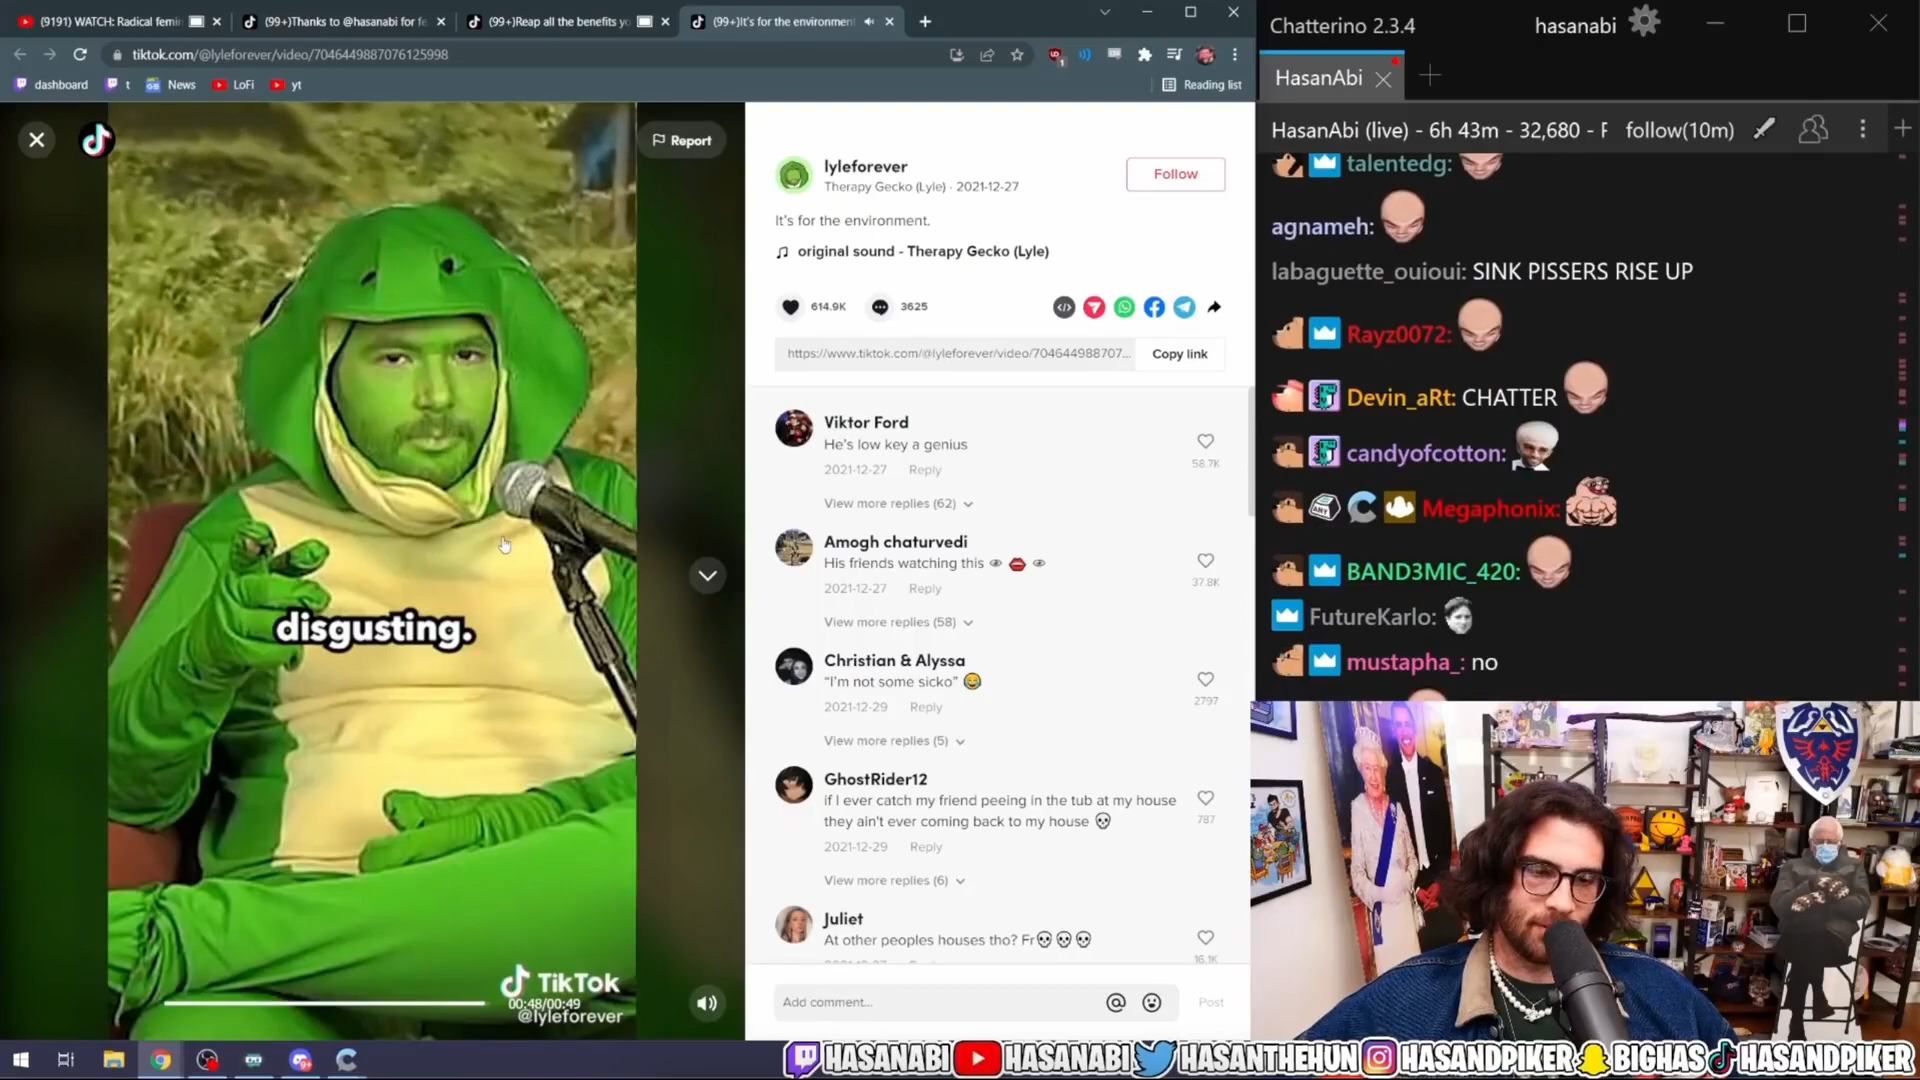 (9191) WATCH: Radical femin
(99+)Thanks to @hasanabi for fe
(99+)Reap all the benefits yo
(99+)It's for the environment
tiktok.com/@lyleforever/video/7046449887076125998
dashboard
t
News
LoFi
yt
Reading list
Report
disgusting.
TikTok
00:48/00:49
@lyleforever
lyleforever
Therapy Gecko (Lyle) · 2021-12-27
Follow
It's for the environment.
original sound - Therapy Gecko (Lyle)
614.9K
3625
https://www.tiktok.com/@lyleforever/video/704644988707...
Copy link
Viktor Ford
He's low key a genius
2021-12-27 Reply
58.7K
View more replies (62)
Amogh chaturvedi
His friends watching this 👁 👄 👁
2021-12-27 Reply
37.8K
View more replies (58)
Christian & Alyssa
“I'm not some sicko” 😂
2021-12-29 Reply
2797
View more replies (5)
GhostRider12
if I ever catch my friend peeing in the tub at my house
they ain't ever coming back to my house 💀
2021-12-29 Reply
787
View more replies (6)
Juliet
At other peoples houses tho? Fr💀💀💀
16.1K
Add comment...
Post
Chatterino 2.3.4
hasanabi
HasanAbi
HasanAbi (live) - 6h 43m - 32,680 - F
follow(10m)
talentedg:
agnameh:
labaguette_ouioui: SINK PISSERS RISE UP
Rayz0072:
Devin_aRt: CHATTER
candyofcotton:
Megaphonix:
BAND3MIC_420:
FutureKarlo:
mustapha_: no
HASANABI HASANABI HASANTHEHUN HASANDPIKER BIGHAS HASANDPIKER